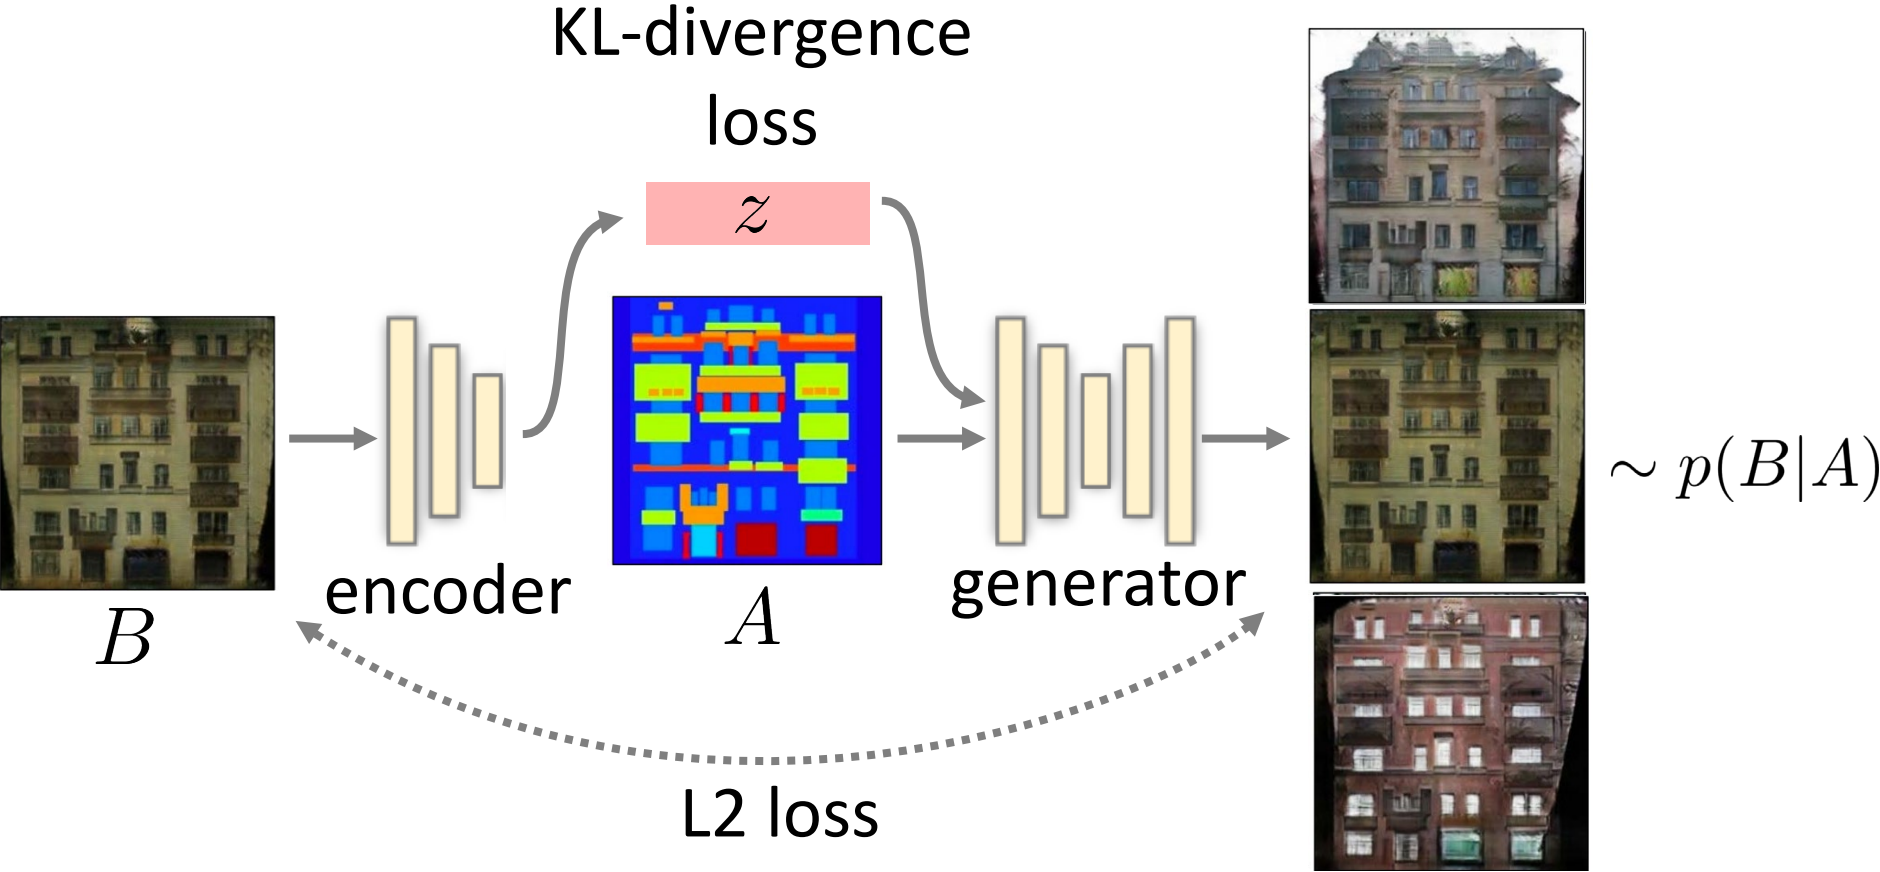 KL-divergence
loss
z
B
encoder
A
generator
∼ p(B|A)
L2 loss